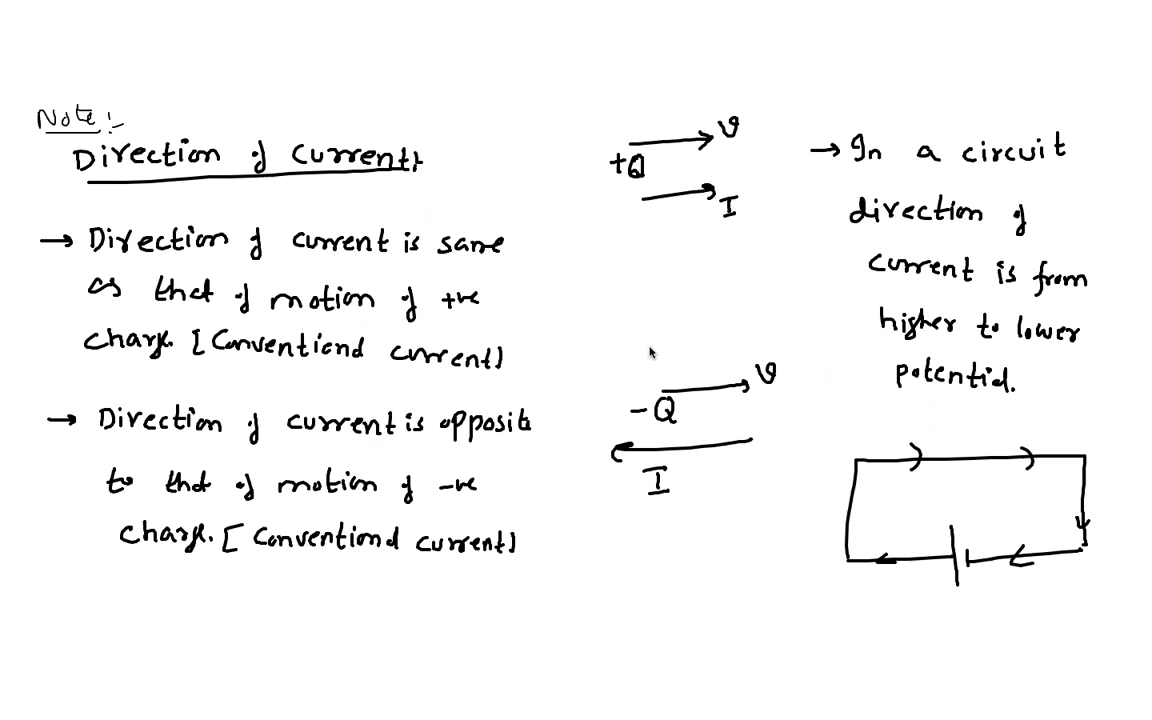 Note :-
Direction of current:
→ Direction of current is same
as that of motion of +ve
charge. [Conventional current]
→ Direction of current is opposite
to that of motion of -ve
charge. [Conventional current]
v
+Q
I
v
-Q
I
→ In a circuit
direction of
current is from
higher to lower
potential.